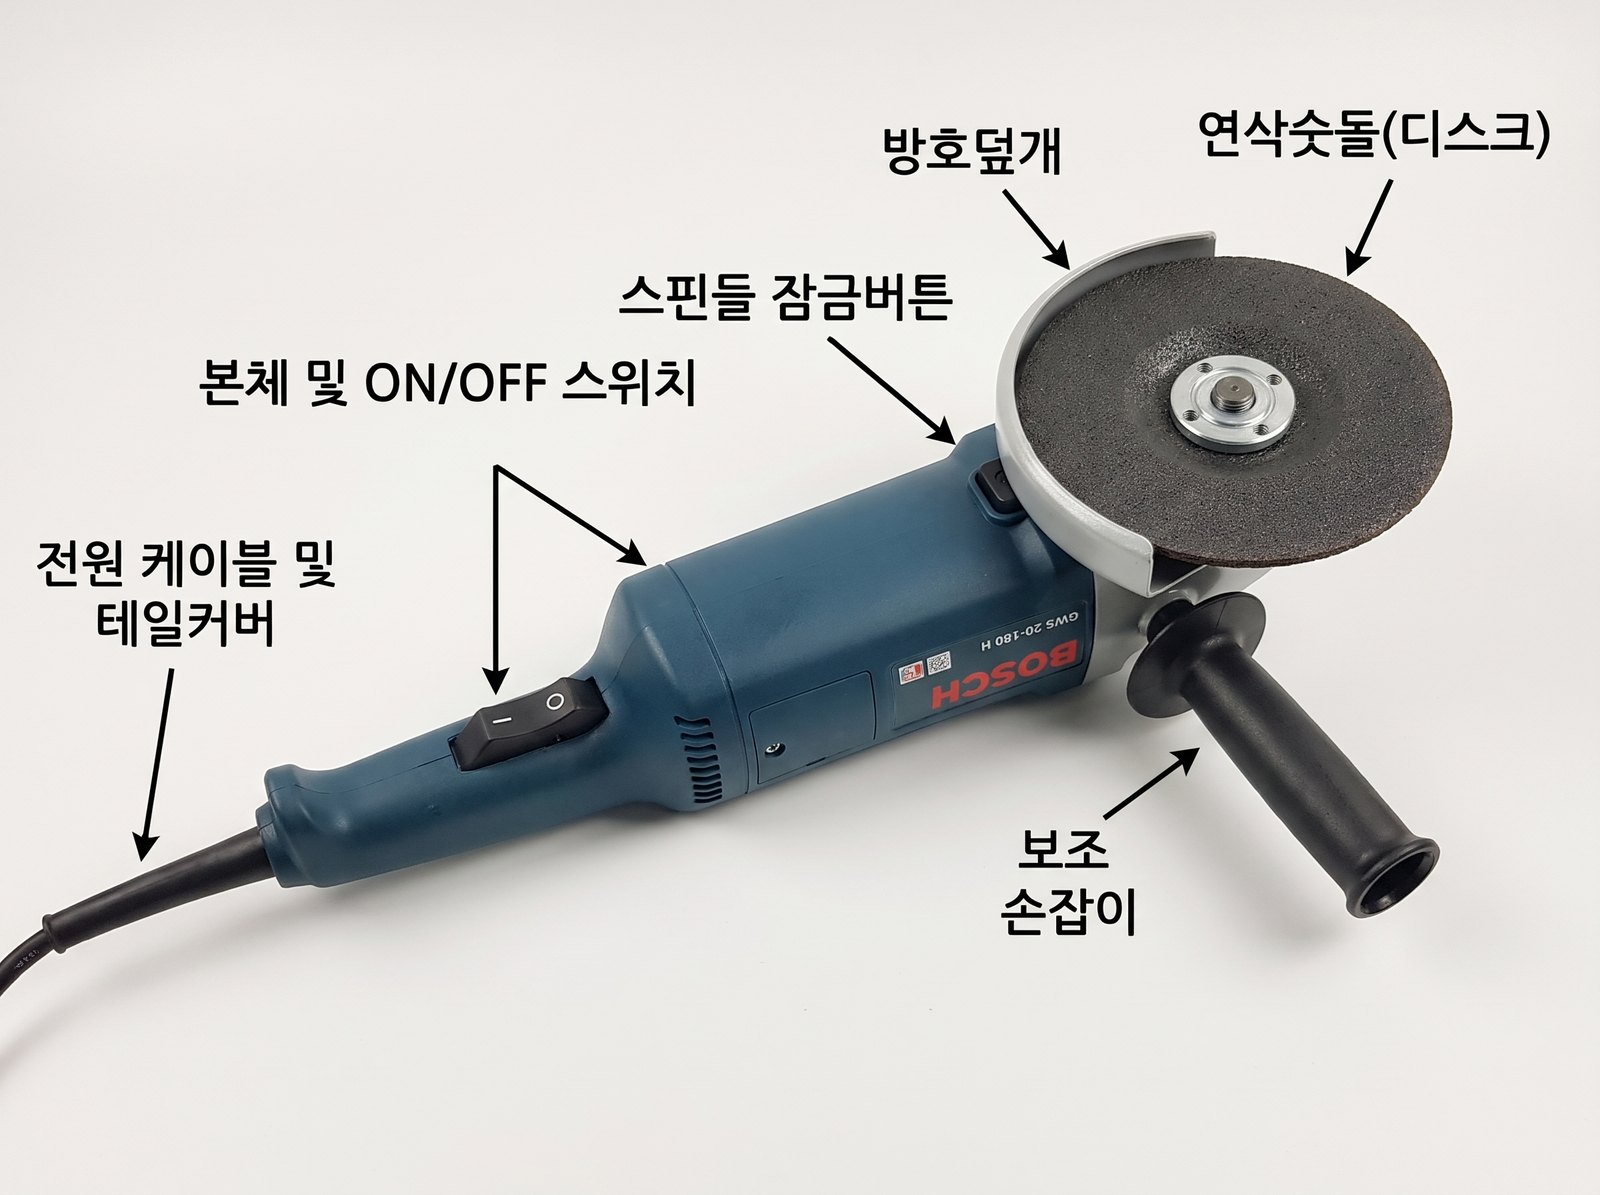 연삭숫돌(디스크)
방호덮개
스핀들 잠금버튼
본체 및 ON/OFF 스위치
전원 케이블 및
테일커버
GWS 20-180 H
BOSCH
I O
보조
손잡이